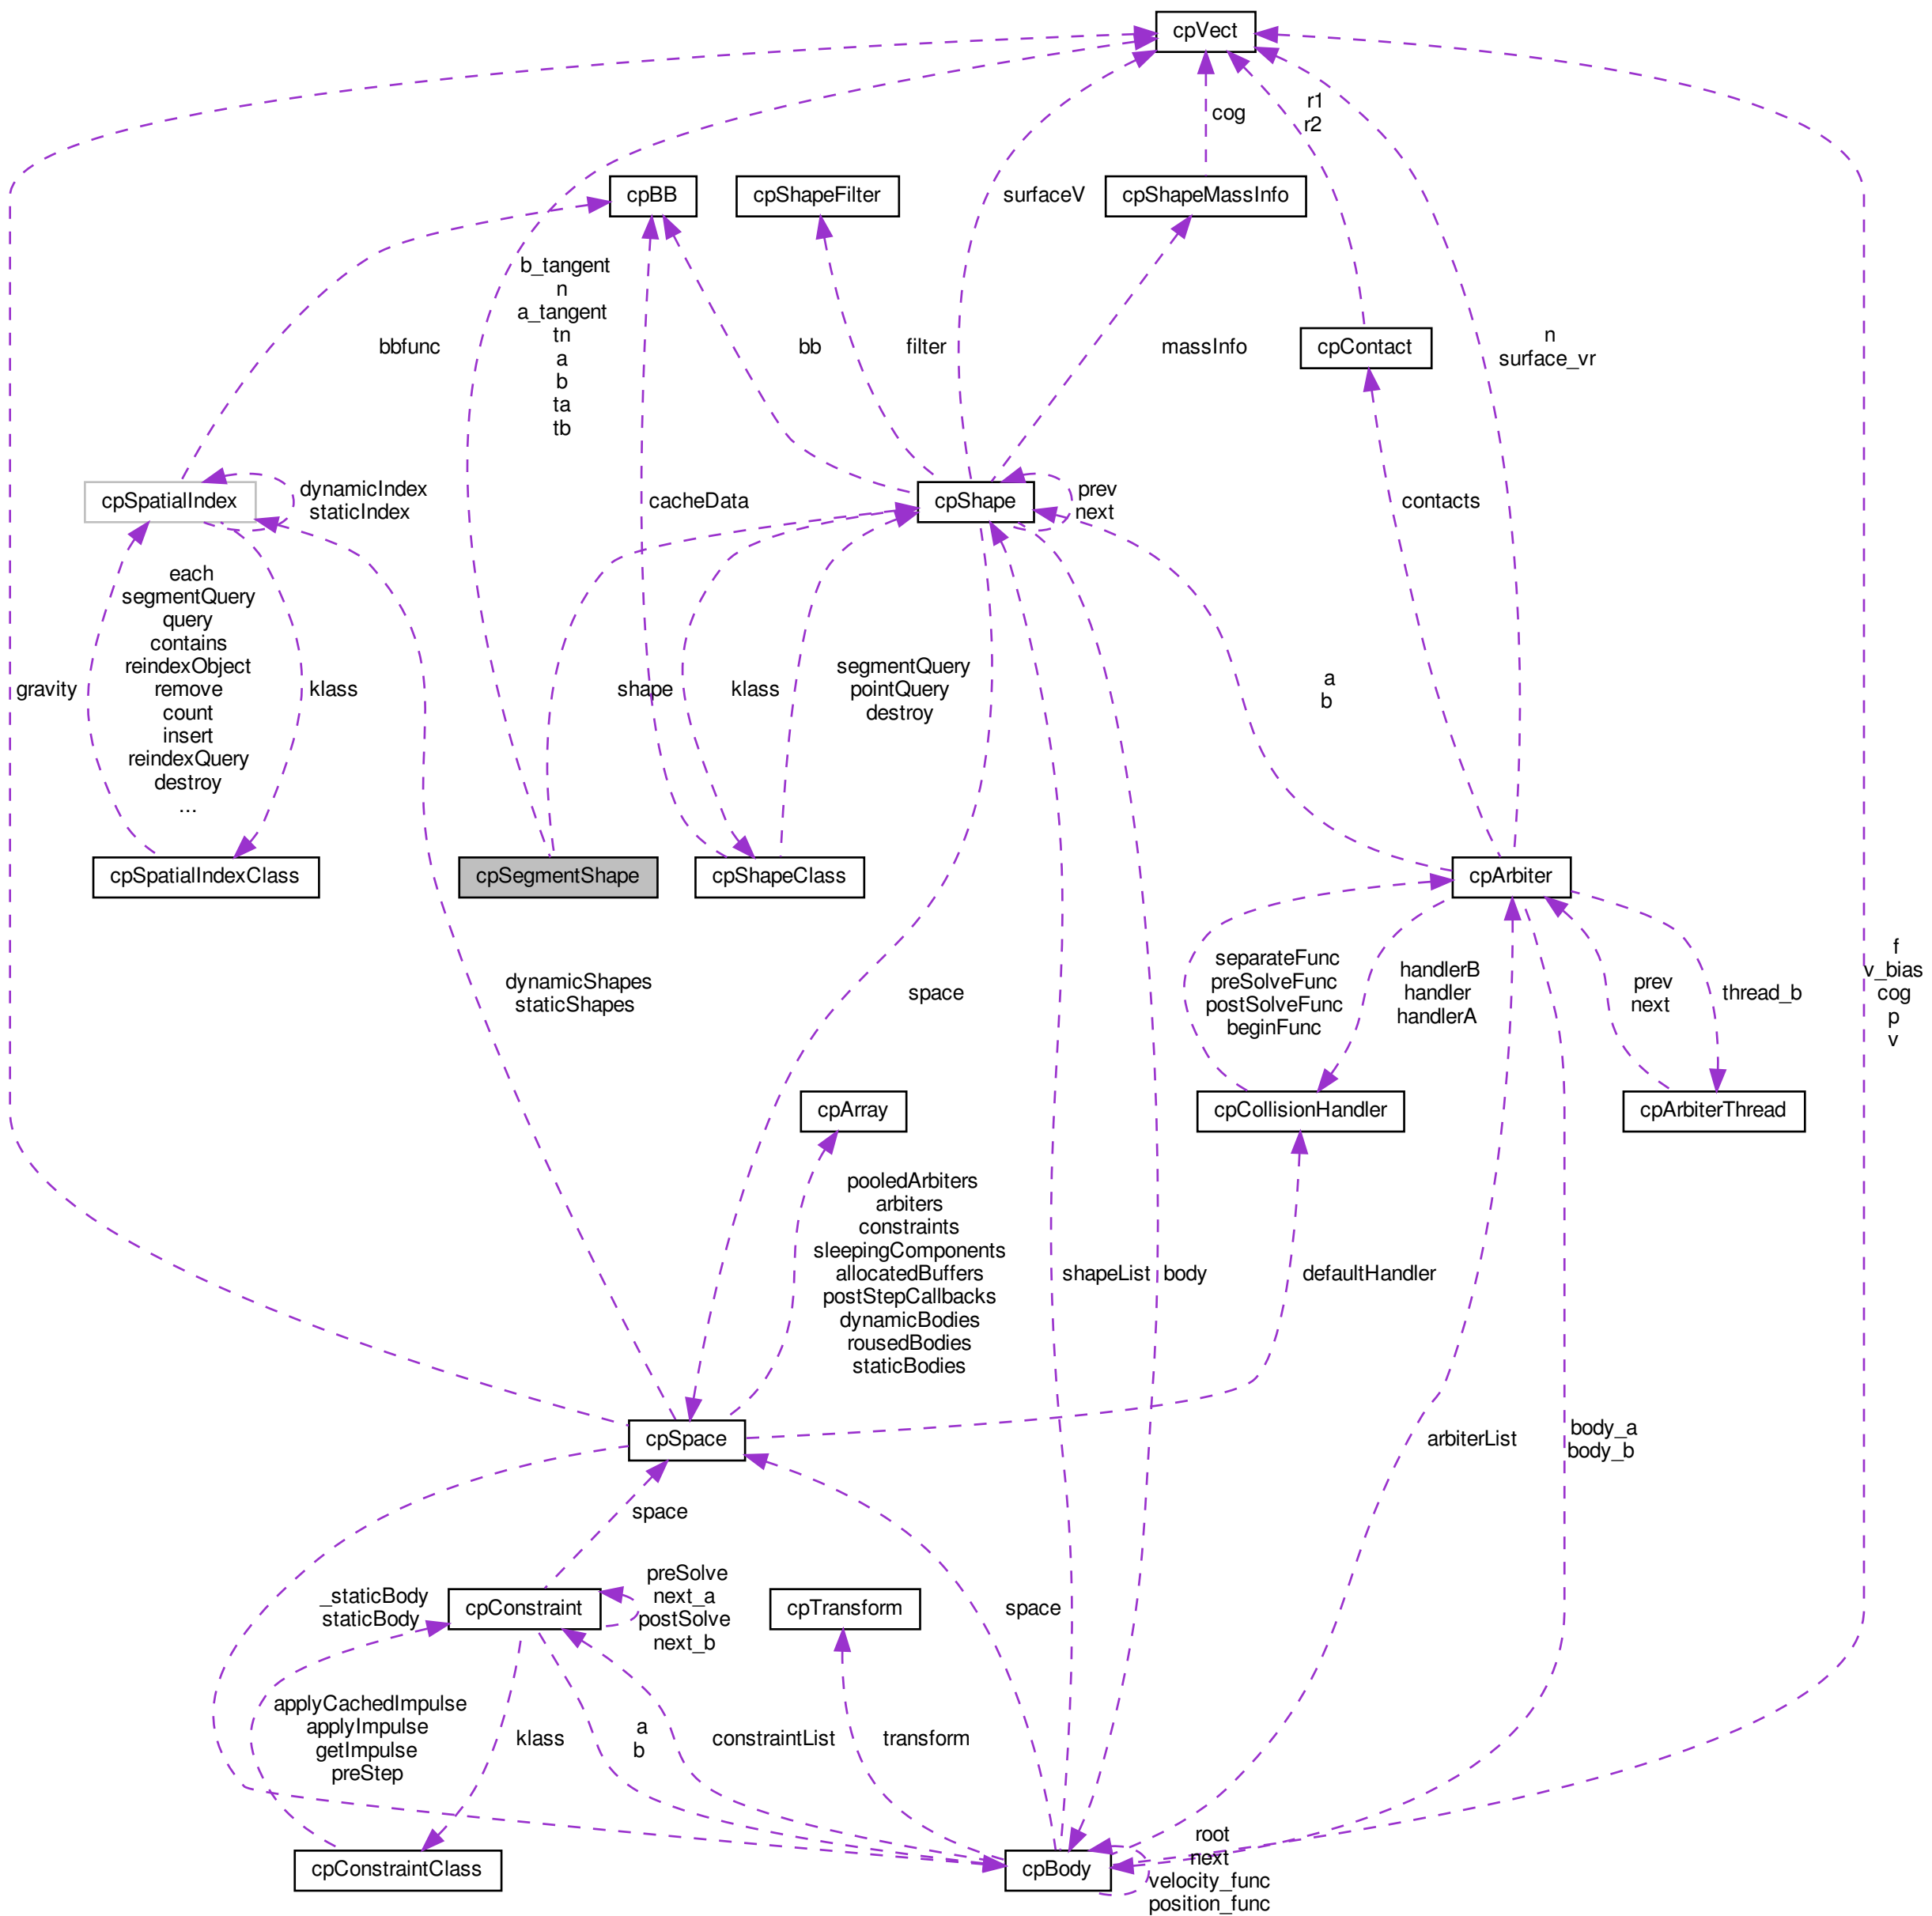 cpVect
r1
r2
cog
cpBB
cpShapeFilter
surfaceV
cpShapeMassInfo
b_tangent
n
a_tangent
tn
a
b
ta
tb
bbfunc
bb
filter
massInfo
cpContact
n
surface_vr
cpSpatialIndex
dynamicIndex
staticIndex
cacheData
cpShape
prev
next
contacts
each
segmentQuery
query
contains
reindexObject
remove
count
insert
reindexQuery
destroy
...
gravity
klass
shape
klass
segmentQuery
pointQuery
destroy
a
b
cpSpatialIndexClass
cpSegmentShape
cpShapeClass
cpArbiter
dynamicShapes
staticShapes
space
separateFunc
preSolveFunc
postSolveFunc
beginFunc
handlerB
handler
handlerA
prev
next
thread_b
f
v_bias
cog
p
v
cpArray
cpCollisionHandler
cpArbiterThread
pooledArbiters
arbiters
constraints
sleepingComponents
allocatedBuffers
postStepCallbacks
dynamicBodies
rousedBodies
staticBodies
shapeList
body
defaultHandler
cpSpace
arbiterList
body_a
body_b
space
_staticBody
staticBody
cpConstraint
preSolve
next_a
postSolve
next_b
cpTransform
space
applyCachedImpulse
applyImpulse
getImpulse
preStep
klass
a
b
constraintList
transform
cpConstraintClass
cpBody
root
next
velocity_func
position_func